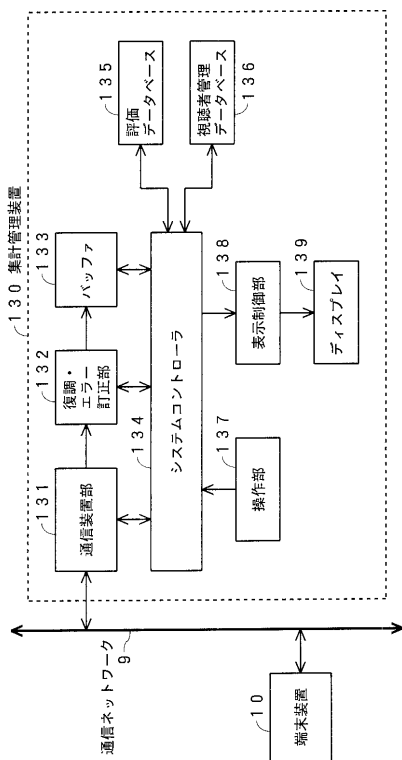 130 集計管理装置
131
通信装置部
132
復調・
エラー
訂正部
133
バッファ
135
評価
データベース
136
視聴者管理
データベース
134
システムコントローラ
137
操作部
138
表示制御部
139
ディスプレイ
通信ネットワーク
9
10
端末装置